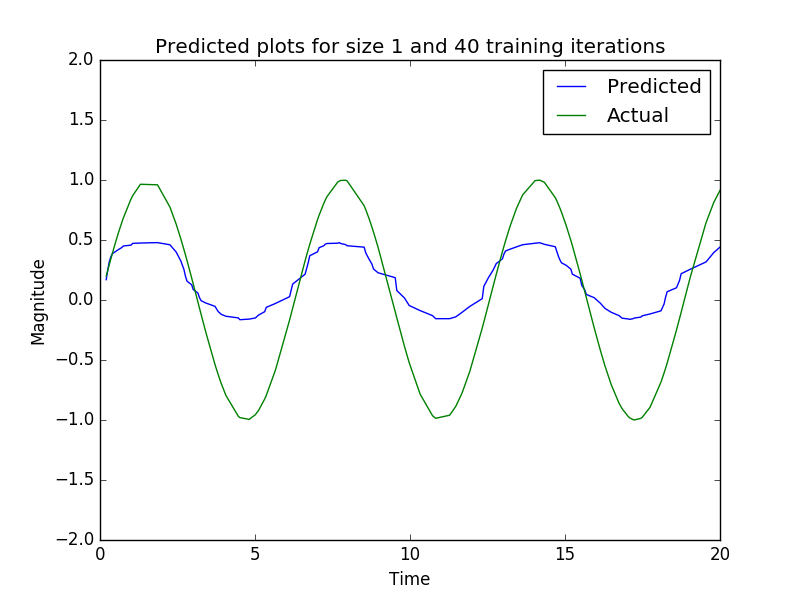 Predicted plots for size 1 and 40 training iterations
Predicted
Actual
2.0
1.5
1.0
0.5
0.0
−0.5
−1.0
−1.5
−2.0
Magnitude
0 5 10 15 20
Time